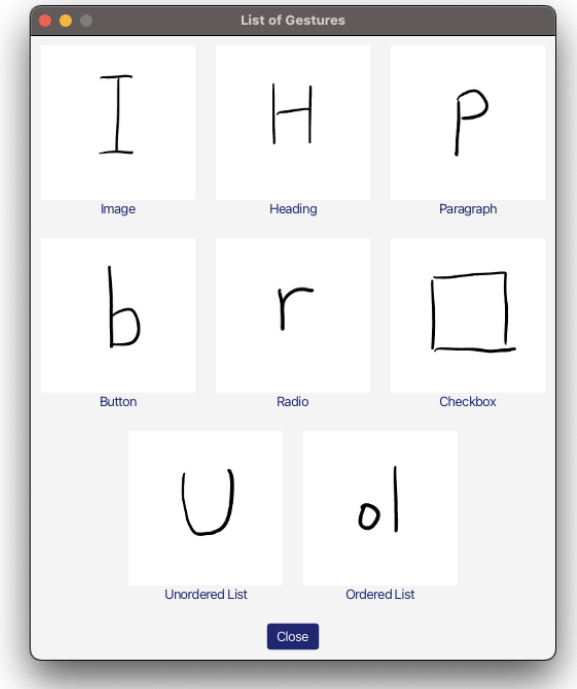 List of Gestures
I H P
Image Heading Paragraph
b r
Button Radio Checkbox
U ol
Unordered List Ordered List
Close